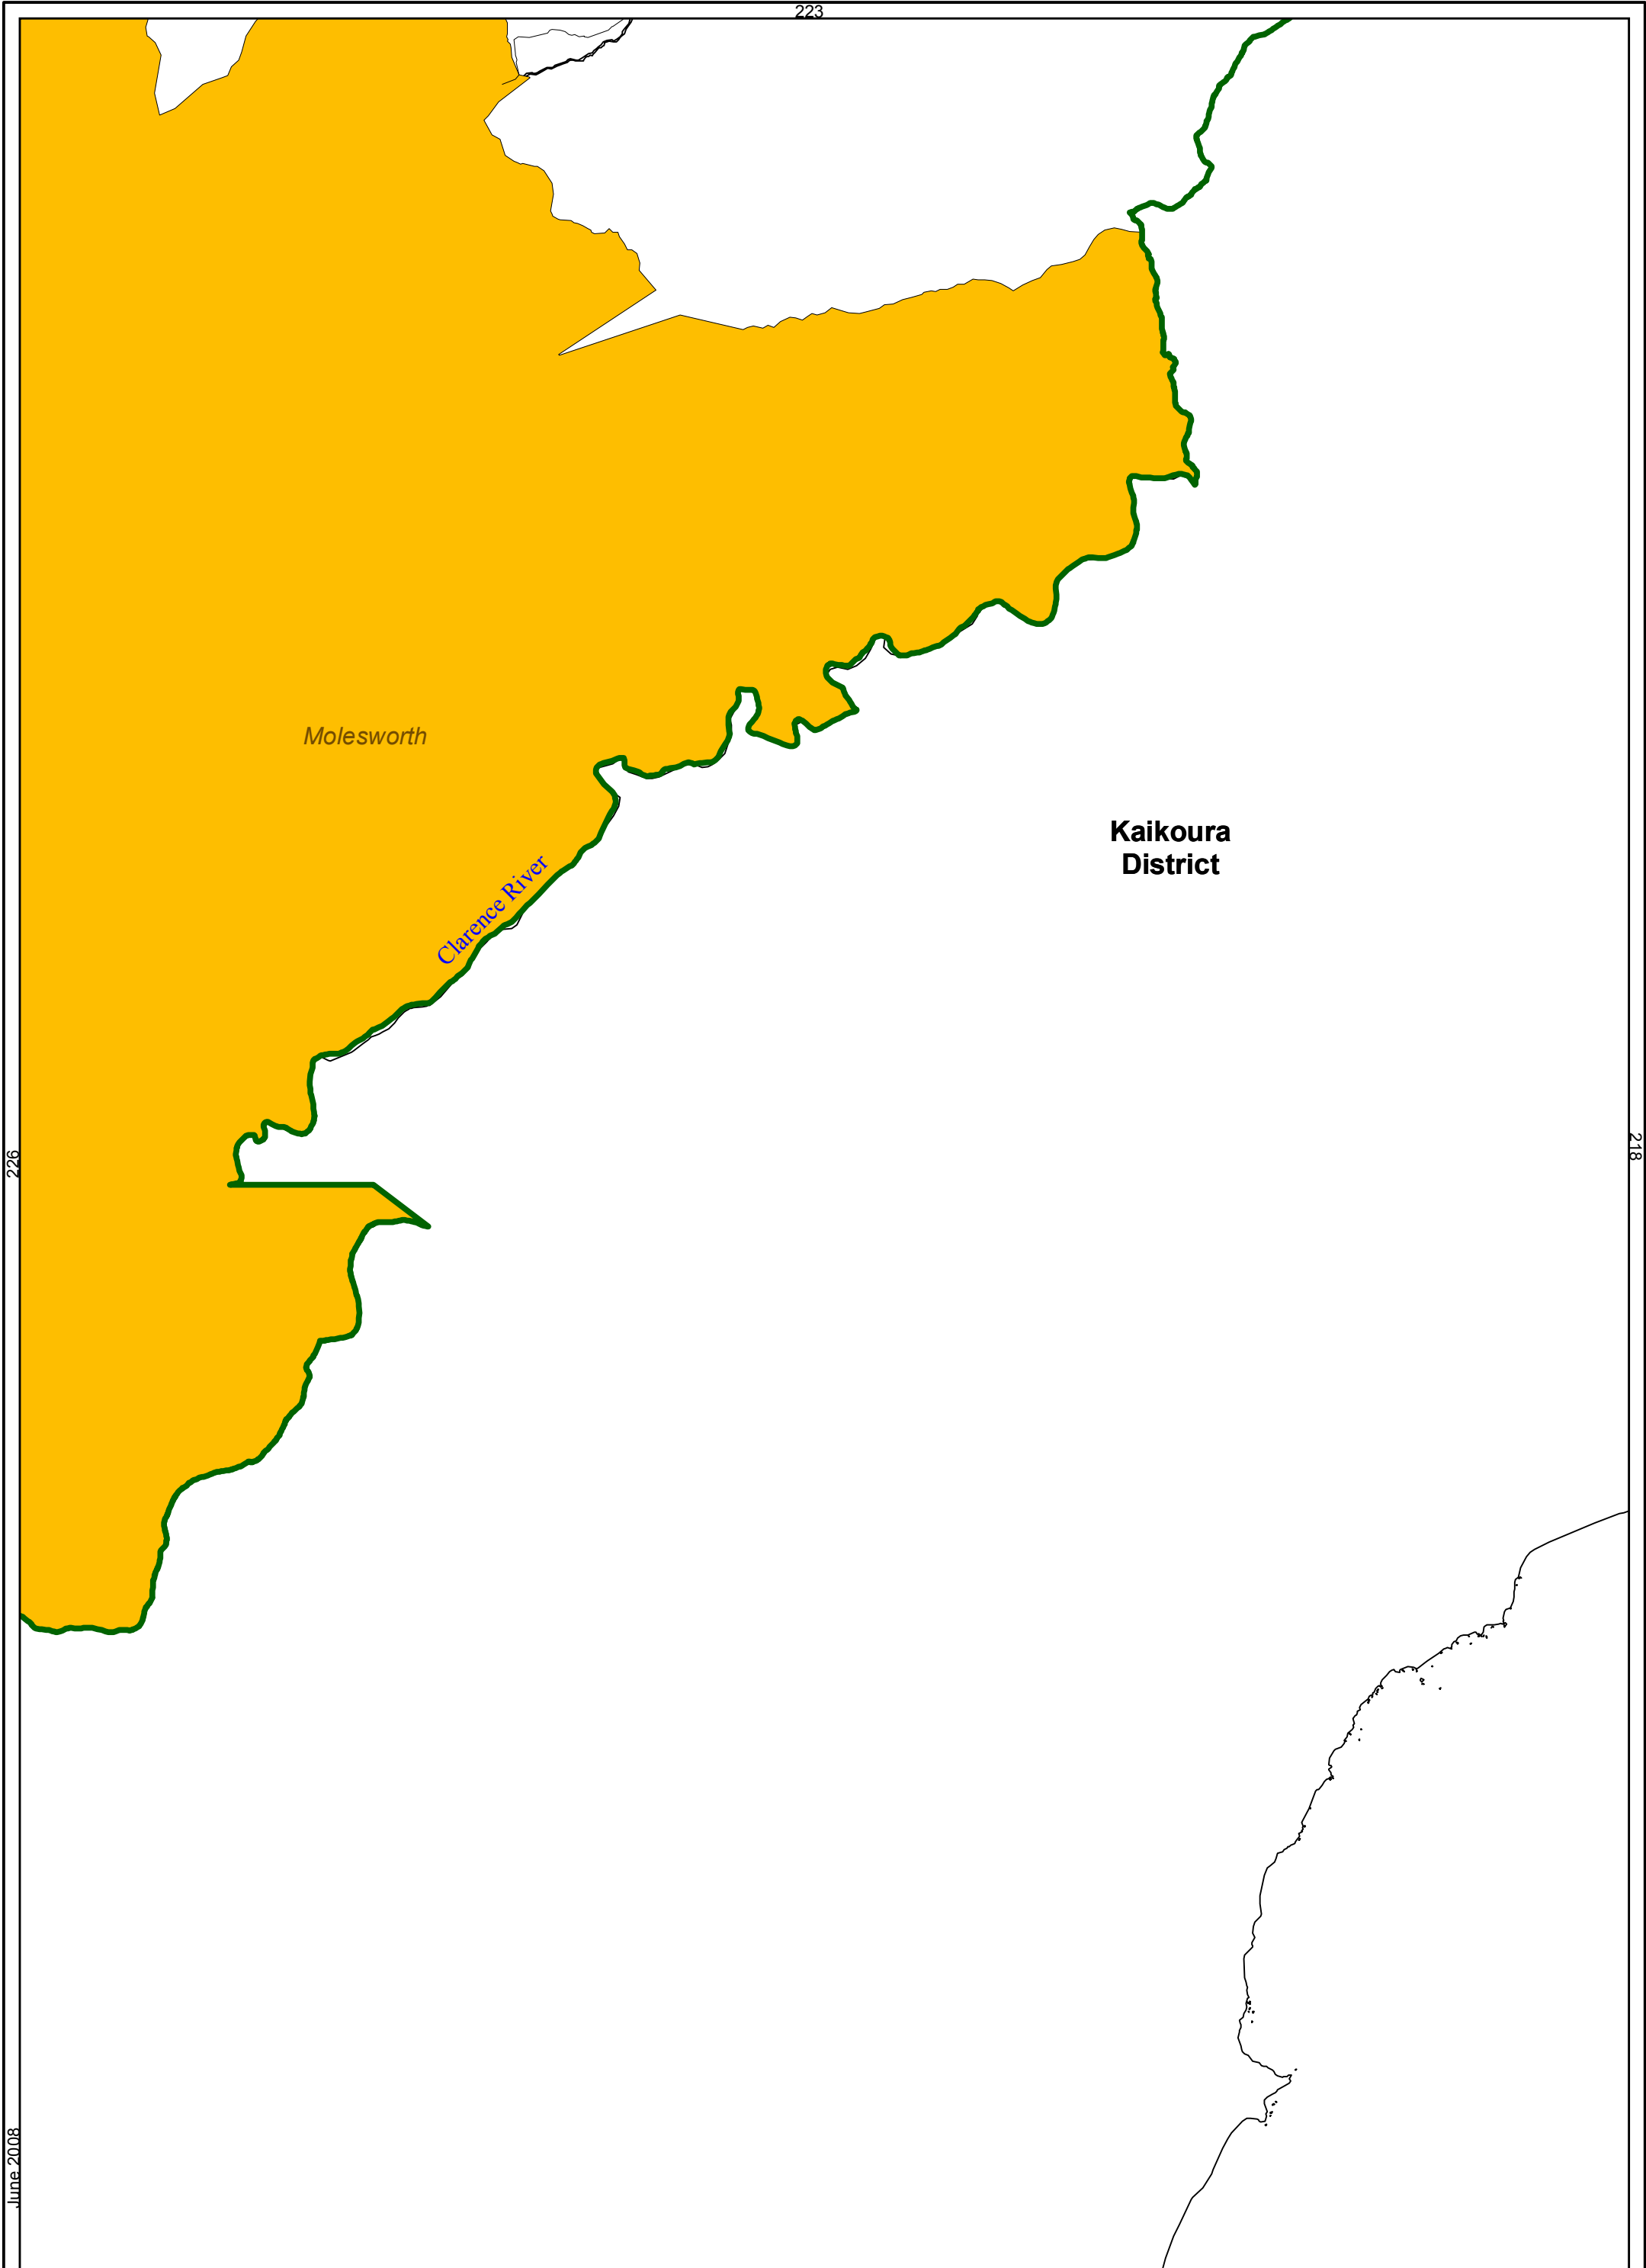 223
Molesworth
Kaikoura
District
Clarence River
226
218
June 2008